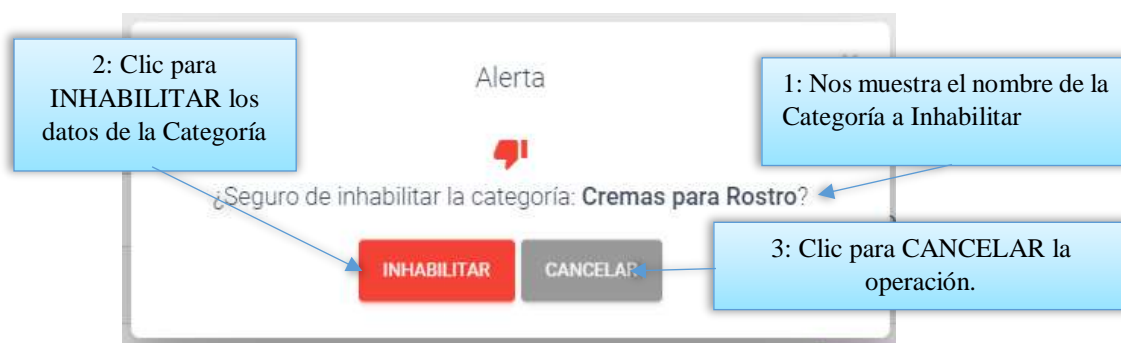 2: Clic para
INHABILITAR los
datos de la Categoría
Alerta
1: Nos muestra el nombre de la
Categoría a Inhabilitar
¿Seguro de inhabilitar la categoría: Cremas para Rostro?
INHABILITAR
CANCELAR
3: Clic para CANCELAR la
operación.